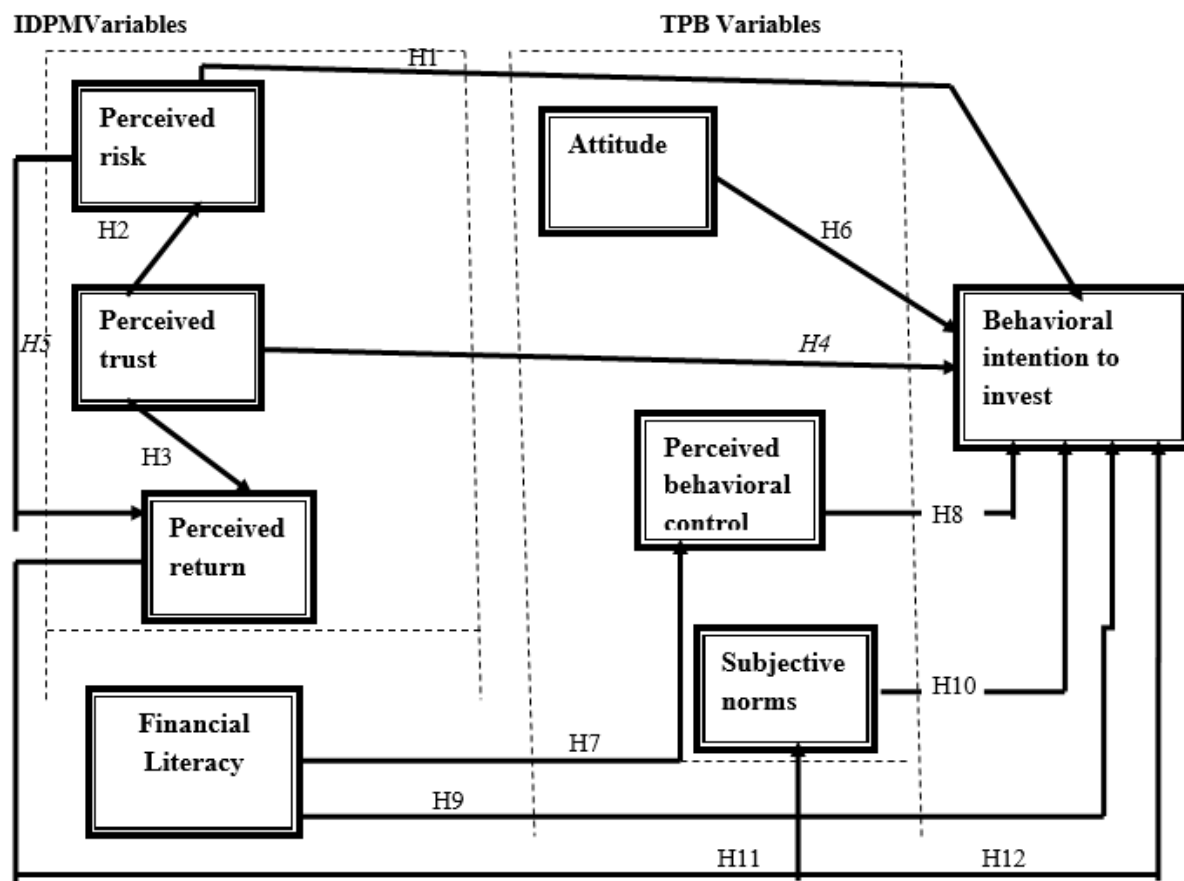 IDPMVariables
TPB Variables
H1
Perceived
risk
Attitude
H2
H6
Perceived
trust
H5
H4
Behavioral
intention to
invest
H3
Perceived
behavioral
control
Perceived
return
H8
Subjective
norms
H10
Financial
Literacy
H7
H9
H11
H12